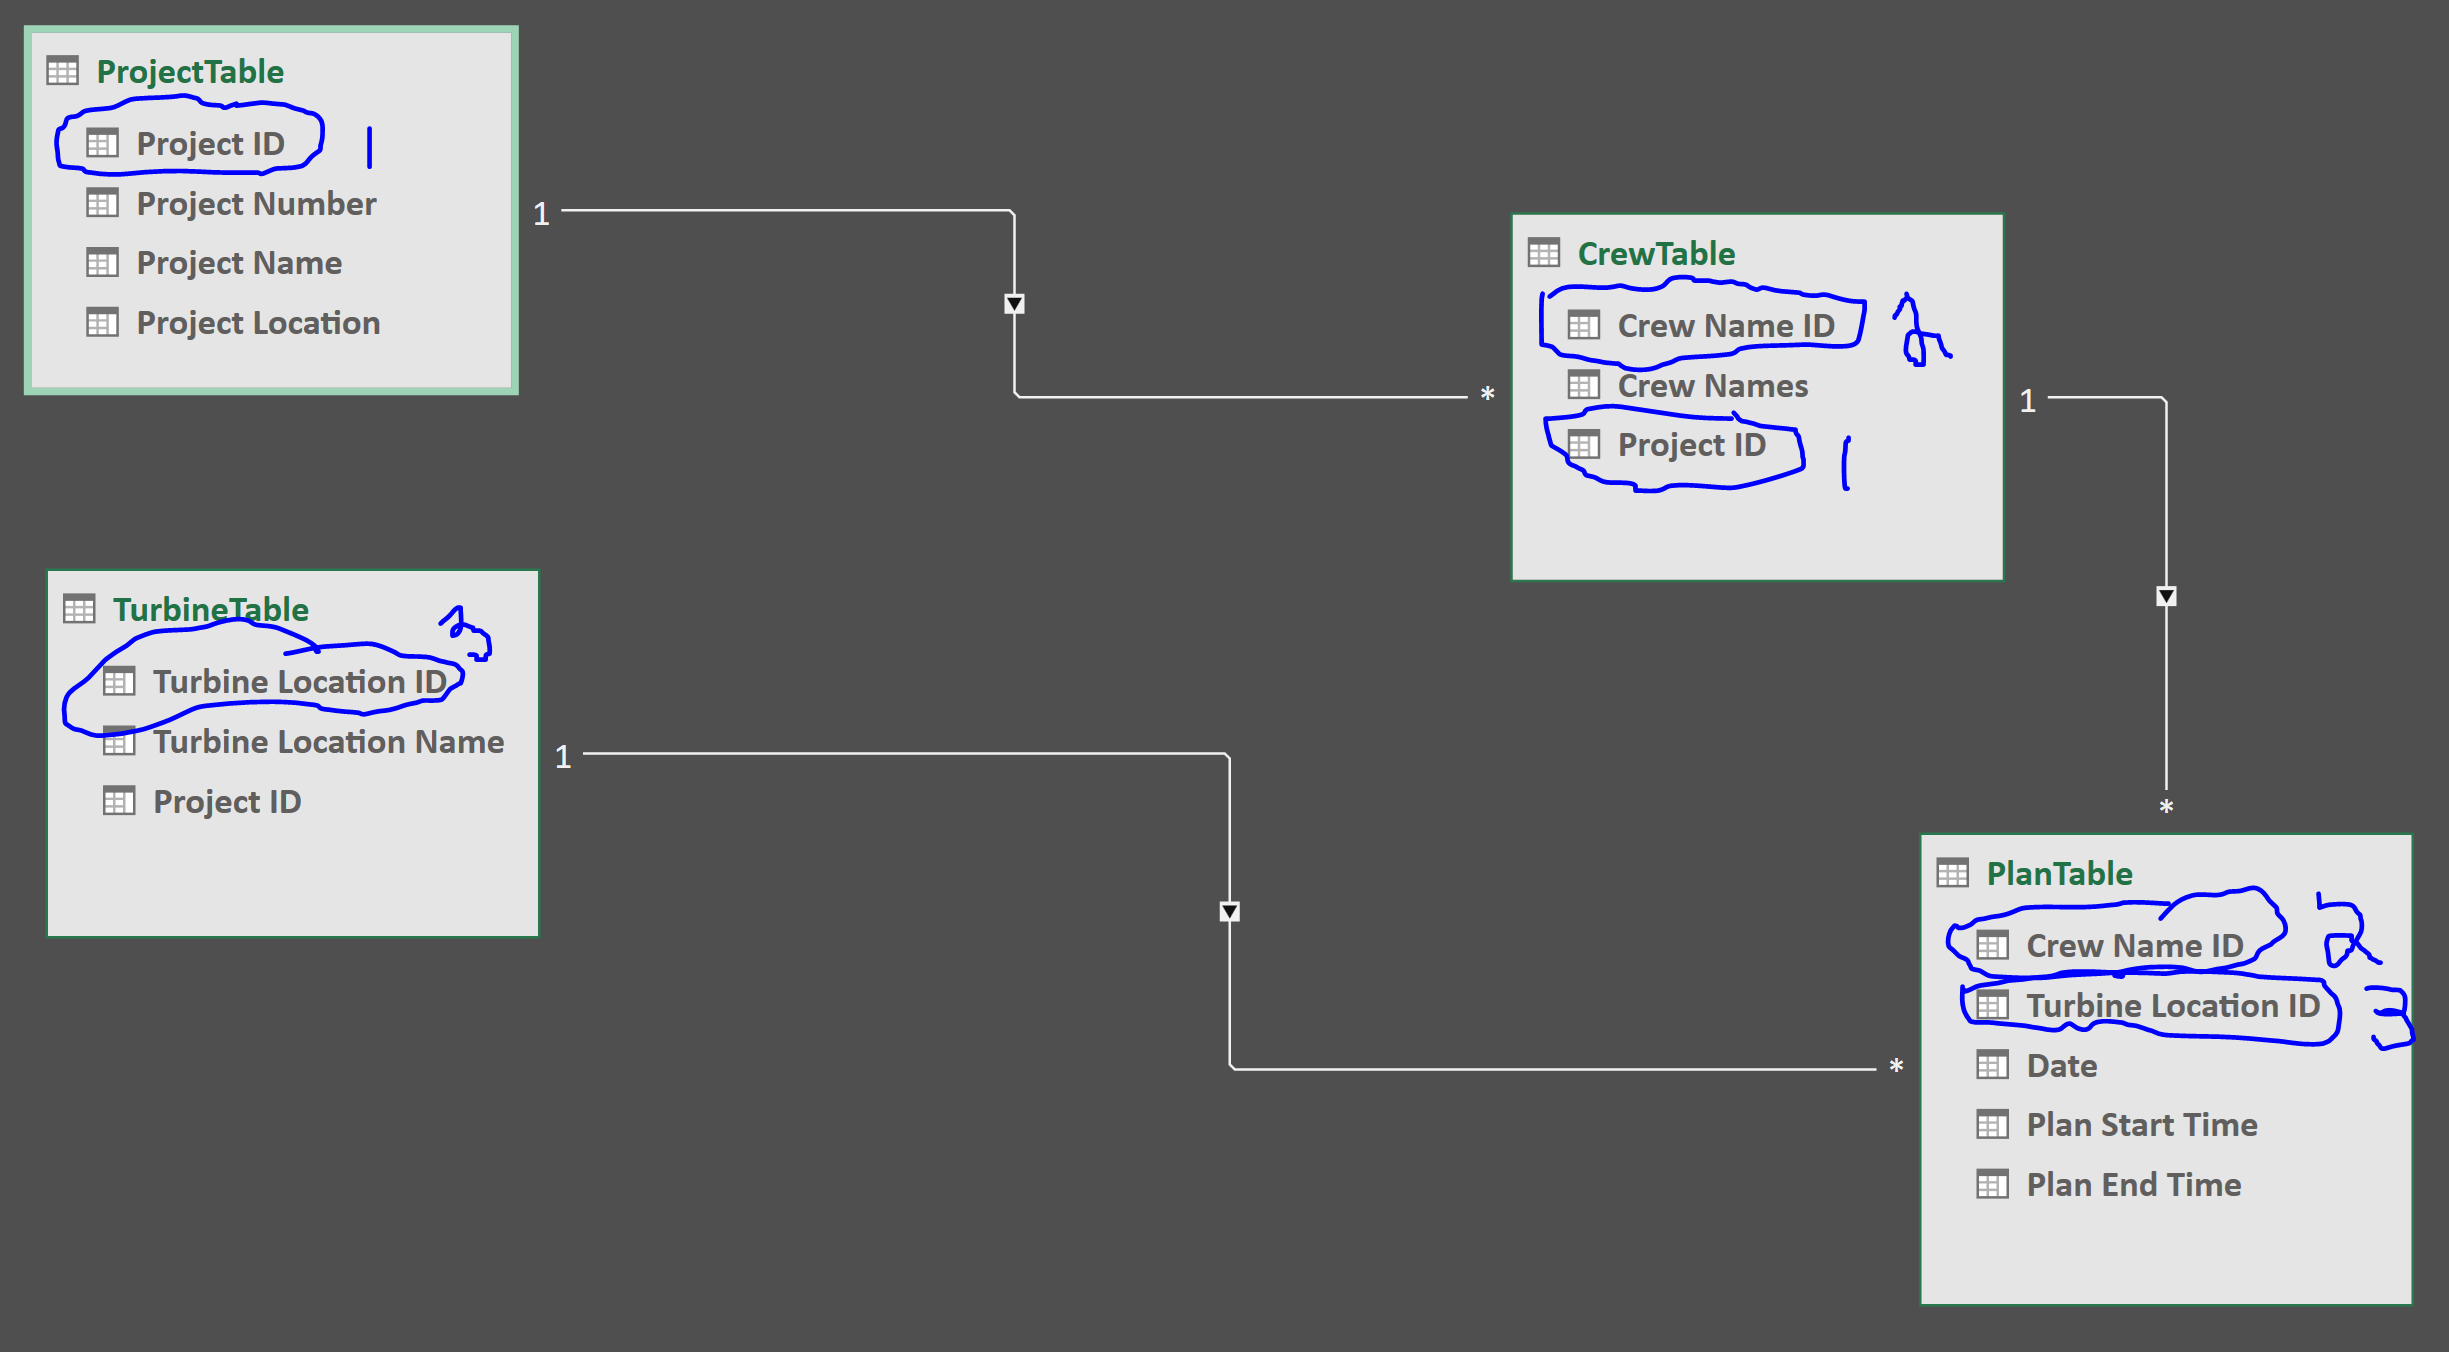 ProjectTable
Project ID 1
Project Number
Project Name
Project Location
1
*
CrewTable
Crew Name ID 2
Crew Names
Project ID 1
1
*
TurbineTable
Turbine Location ID 3
Turbine Location Name
Project ID
1
*
PlanTable
Crew Name ID 2
Turbine Location ID 3
Date
Plan Start Time
Plan End Time